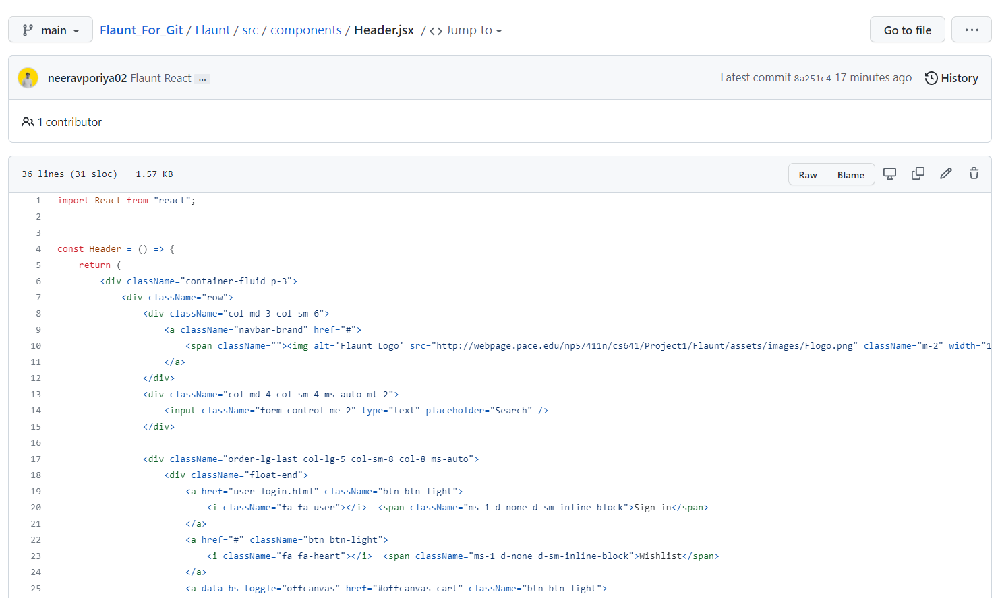 main
Flaunt_For_Git / Flaunt / src / components / Header.jsx / <> Jump to
Go to file
...
neeravporiya02 Flaunt React ...
Latest commit 8a251c4 17 minutes ago
History
1 contributor
36 lines (31 sloc) 1.57 KB
Raw
Blame
1 import React from "react";
2
3
4 const Header = () => {
5 return (
6 <div className="container-fluid p-3">
7 <div className="row">
8 <div className="col-md-3 col-sm-6">
9 <a className="navbar-brand" href="#">
10 <span className=""><img alt='Flaunt Logo' src="http://webpage.pace.edu/np57411n/cs641/Project1/Flaunt/assets/images/Flogo.png" className="m-2" width="1
11 </a>
12 </div>
13 <div className="col-md-4 col-sm-4 ms-auto mt-2">
14 <input className="form-control me-2" type="text" placeholder="Search" />
15 </div>
16
17 <div className="order-lg-last col-lg-5 col-sm-8 col-8 ms-auto">
18 <div className="float-end">
19 <a href="user_login.html" className="btn btn-light">
20 <i className="fa fa-user"></i> <span className="ms-1 d-none d-sm-inline-block">Sign in</span>
21 </a>
22 <a href="#" className="btn btn-light">
23 <i className="fa fa-heart"></i> <span className="ms-1 d-none d-sm-inline-block">Wishlist</span>
24 </a>
25 <a data-bs-toggle="offcanvas" href="#offcanvas_cart" className="btn btn-light">